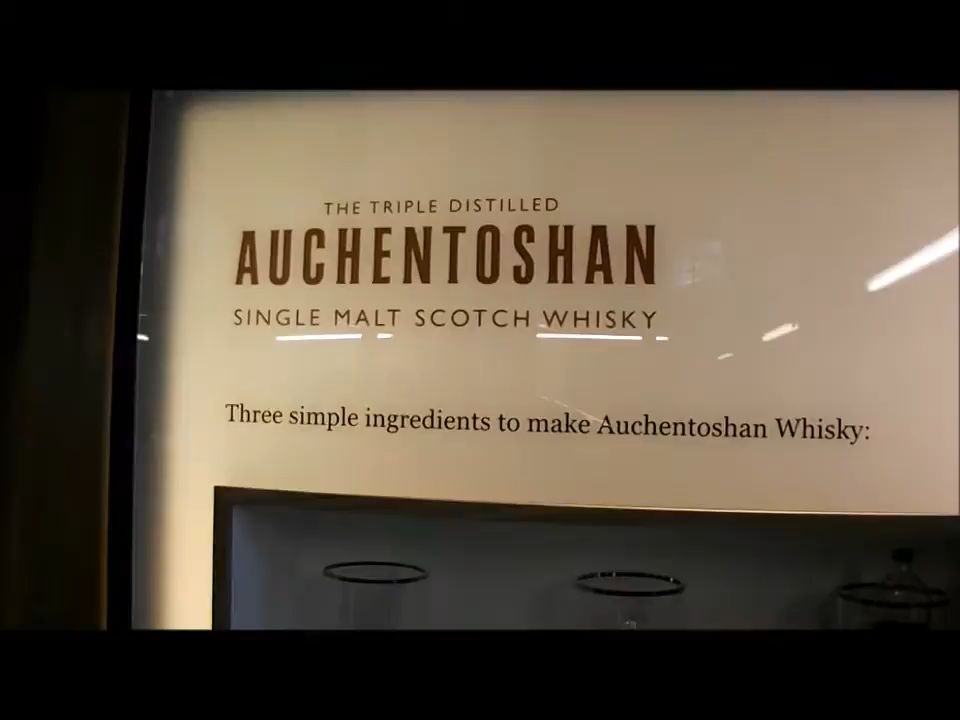 THE TRIPLE DISTILLED
AUCHENTOSHAN
SINGLE MALT SCOTCH WHISKY
Three simple ingredients to make Auchentoshan Whisky: